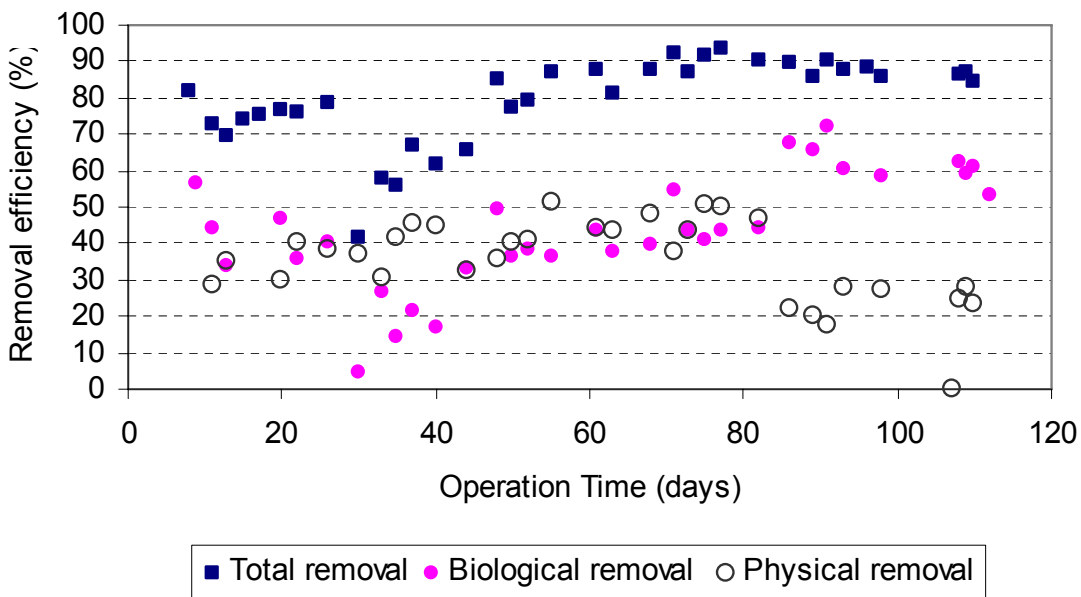 Removal efficiency (%)
100
90
80
70
60
50
40
30
20
10
0
0 20 40 60 80 100 120
Operation Time (days)
Total removal Biological removal Physical removal